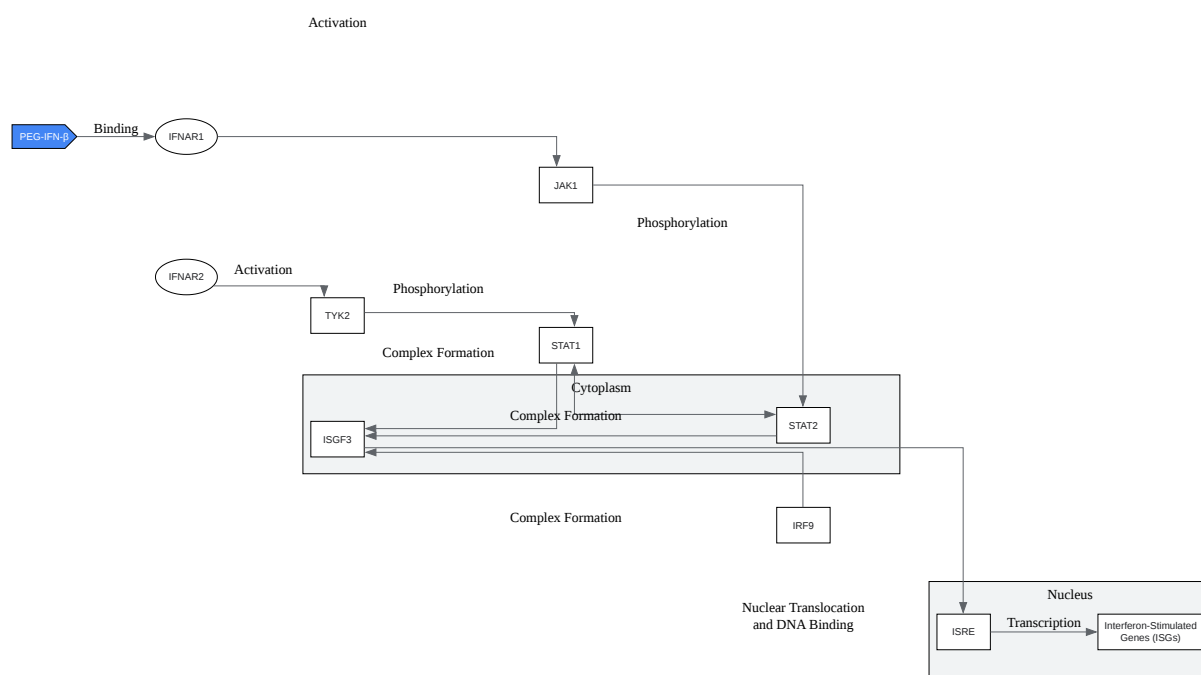 Activation
PEG-IFN-β
Binding
IFNAR1
JAK1
Phosphorylation
IFNAR2
Activation
TYK2
Phosphorylation
STAT1
Complex Formation
Cytoplasm
Complex Formation
STAT2
ISGF3
Complex Formation
IRF9
Nuclear Translocation
and DNA Binding
Nucleus
ISRE
Transcription
Interferon-Stimulated
Genes (ISGs)